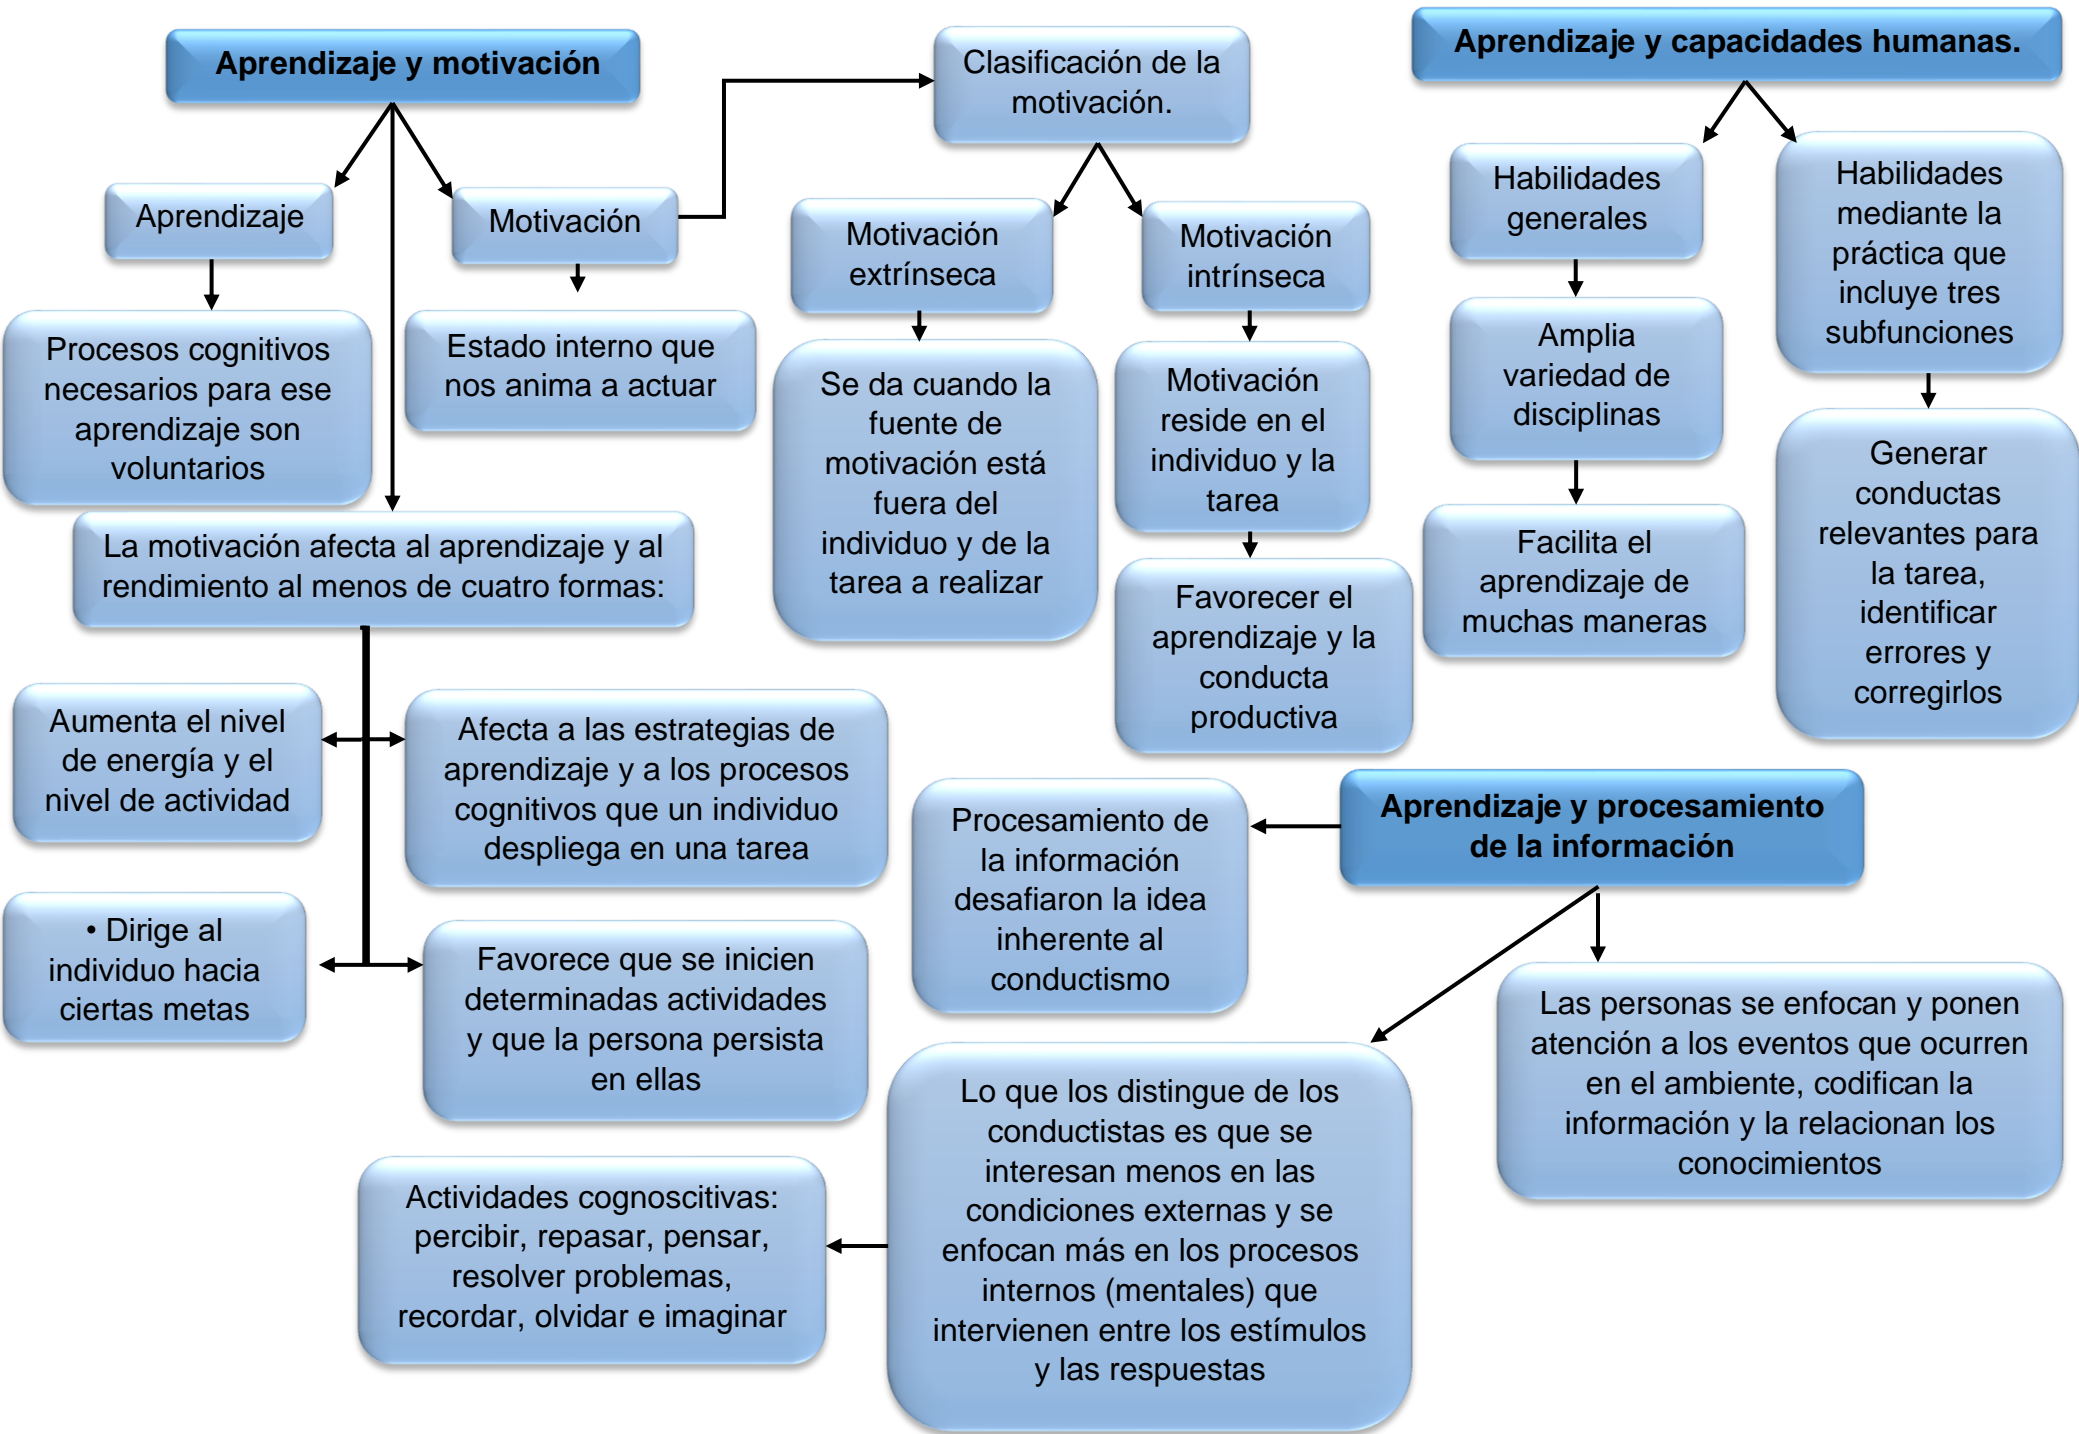 Aprendizaje y motivación
Aprendizaje
Procesos cognitivos
necesarios para ese
aprendizaje son
voluntarios
Motivación
Estado interno que
nos anima a actuar
La motivación afecta al aprendizaje y al
rendimiento al menos de cuatro formas:
Aumenta el nivel
de energía y el
nivel de actividad
Afecta a las estrategias de
aprendizaje y a los procesos
cognitivos que un individuo
despliega en una tarea
• Dirige al
individuo hacia
ciertas metas
Favorece que se inicien
determinadas actividades
y que la persona persista
en ellas
Clasificación de la
motivación.
Motivación
extrínseca
Se da cuando la
fuente de
motivación está
fuera del
individuo y de la
tarea a realizar
Motivación
intrínseca
Motivación
reside en el
individuo y la
tarea
Favorecer el
aprendizaje y la
conducta
productiva
Aprendizaje y capacidades humanas.
Habilidades
generales
Amplia
variedad de
disciplinas
Facilita el
aprendizaje de
muchas maneras
Habilidades
mediante la
práctica que
incluye tres
subfunciones
Generar
conductas
relevantes para
la tarea,
identificar
errores y
corregirlos
Aprendizaje y procesamiento
de la información
Procesamiento de
la información
desafiaron la idea
inherente al
conductismo
Las personas se enfocan y ponen
atención a los eventos que ocurren
en el ambiente, codifican la
información y la relacionan los
conocimientos
Lo que los distingue de los
conductistas es que se
interesan menos en las
condiciones externas y se
enfocan más en los procesos
internos (mentales) que
intervienen entre los estímulos
y las respuestas
Actividades cognoscitivas:
percibir, repasar, pensar,
resolver problemas,
recordar, olvidar e imaginar